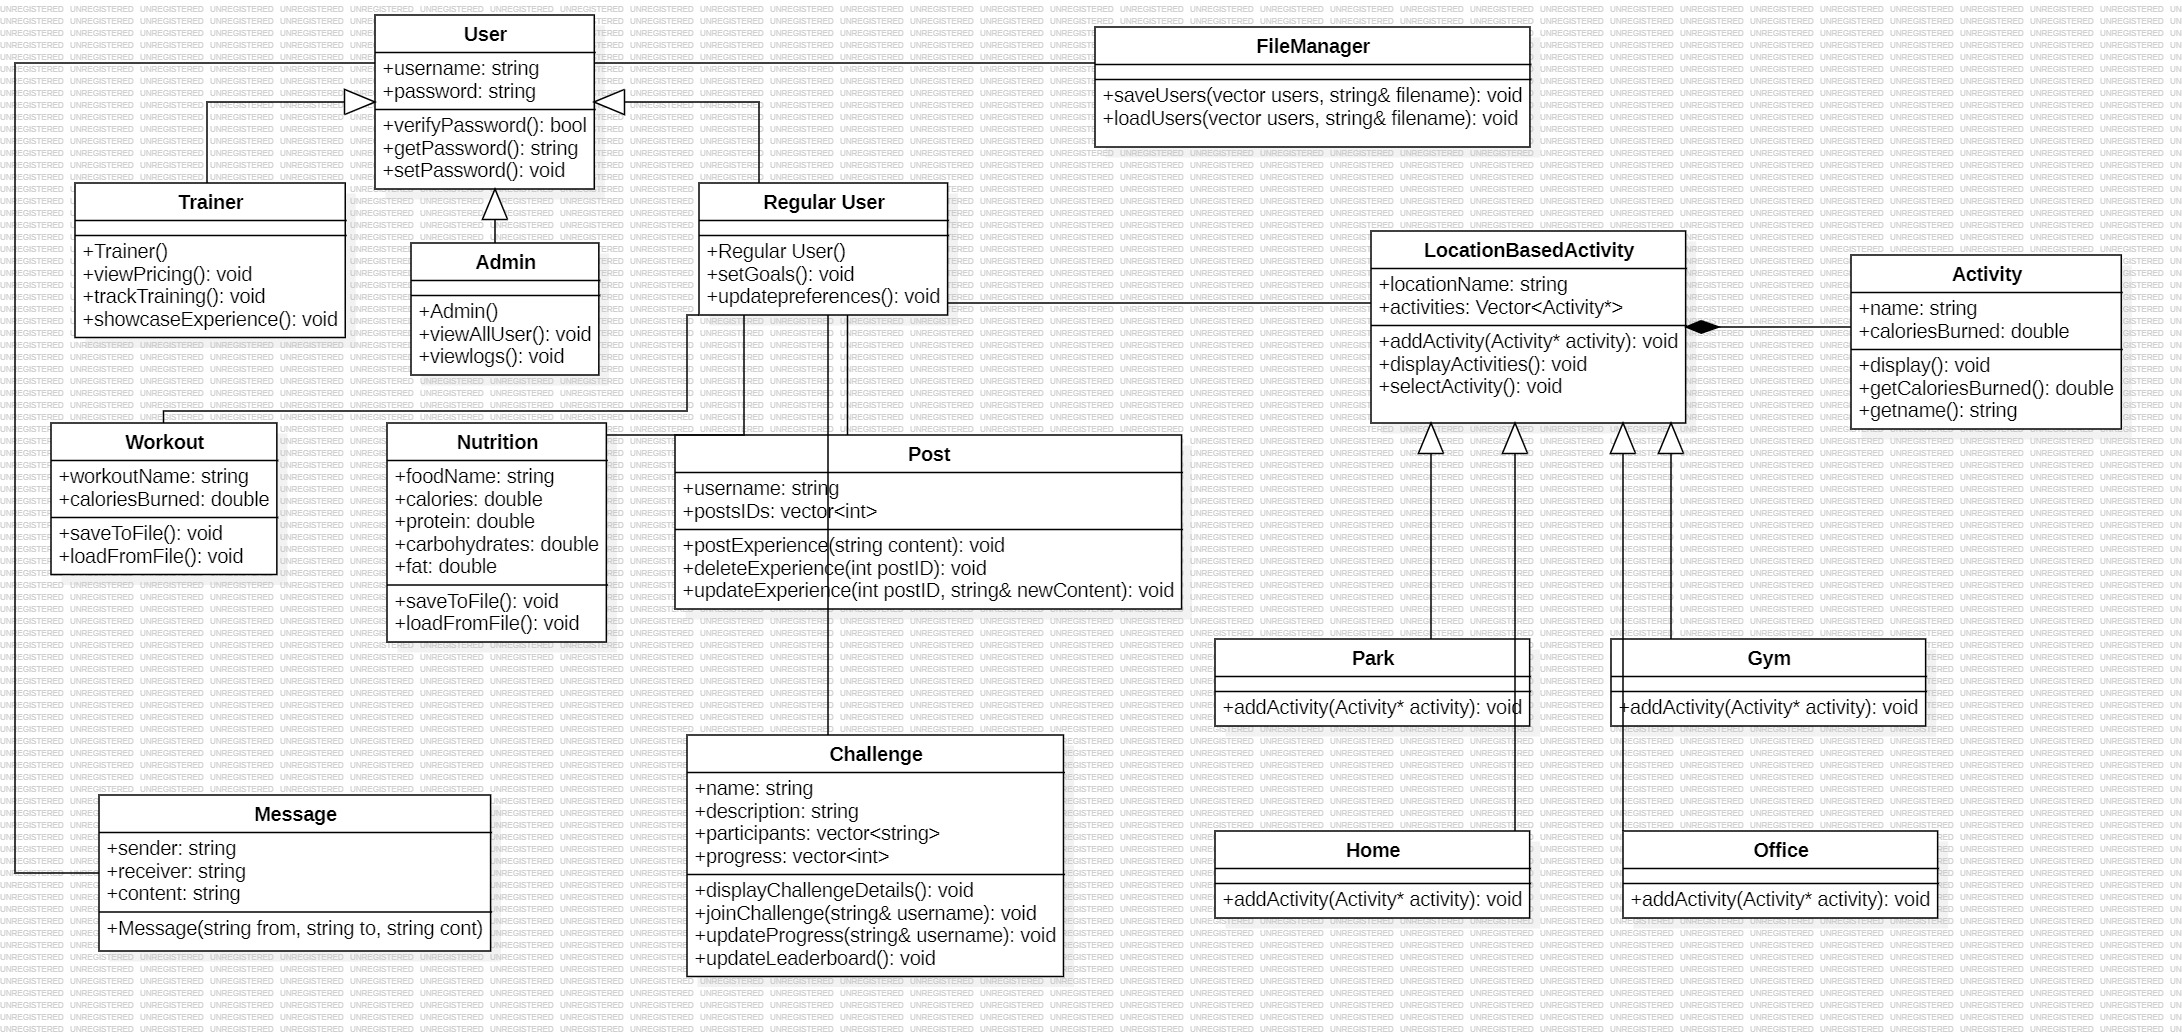 User
+username: string
+password: string
+verifyPassword(): bool
+getPassword(): string
+setPassword(): void
FileManager
+saveUsers(vector users, string& filename): void
+loadUsers(vector users, string& filename): void
Trainer
+Trainer()
+viewPricing(): void
+trackTraining(): void
+showcaseExperience(): void
Admin
+Admin()
+viewAllUser(): void
+viewlogs(): void
Regular User
+Regular User()
+setGoals(): void
+updatepreferences(): void
LocationBasedActivity
+locationName: string
+activities: Vector<Activity*>
+addActivity(Activity* activity): void
+displayActivities(): void
+selectActivity(): void
Activity
+name: string
+caloriesBurned: double
+display(): void
+getCaloriesBurned(): double
+getname(): string
Workout
+workoutName: string
+caloriesBurned: double
+saveToFile(): void
+loadFromFile(): void
Nutrition
+foodName: string
+calories: double
+protein: double
+carbohydrates: double
+fat: double
+saveToFile(): void
+loadFromFile(): void
Post
+username: string
+postsIDs: vector<int>
+postExperience(string content): void
+deleteExperience(int postID): void
+updateExperience(int postID, string& newContent): void
Park
+addActivity(Activity* activity): void
Gym
+addActivity(Activity* activity): void
Challenge
+name: string
+description: string
+participants: vector<string>
+progress: vector<int>
+displayChallengeDetails(): void
+joinChallenge(string& username): void
+updateProgress(string& username): void
+updateLeaderboard(): void
Message
+sender: string
+receiver: string
+content: string
+Message(string from, string to, string cont)
Home
+addActivity(Activity* activity): void
Office
+addActivity(Activity* activity): void
UNREGISTERED